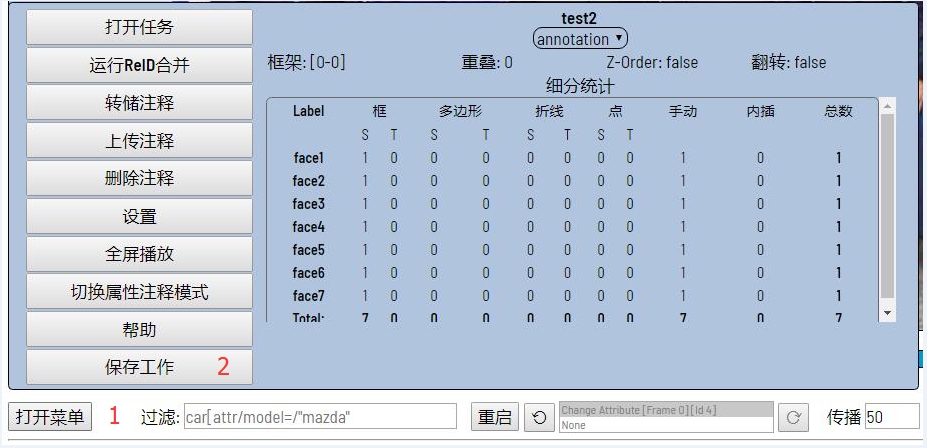 打开任务
运行ReID合并
转储注释
上传注释
删除注释
设置
全屏播放
切换属性注释模式
帮助
保存工作 2
test2
annotation
框架: [0-0] 重叠: 0 Z-Order: false 翻转: false
细分统计
Label 框 多边形 折线 点 手动 内插 总数
S T S T S T S T
face1 1 0 0 0 0 0 0 0 1 0 1
face2 1 0 0 0 0 0 0 0 1 0 1
face3 1 0 0 0 0 0 0 0 1 0 1
face4 1 0 0 0 0 0 0 0 1 0 1
face5 1 0 0 0 0 0 0 0 1 0 1
face6 1 0 0 0 0 0 0 0 1 0 1
face7 1 0 0 0 0 0 0 0 1 0 1
Total: 7 0 0 0 0 0 0 0 7 0 7
打开菜单 1 过滤: car[attr/model=/"mazda" 重启 Change Attribute [Frame 0] [Id 4] 传播 50
None